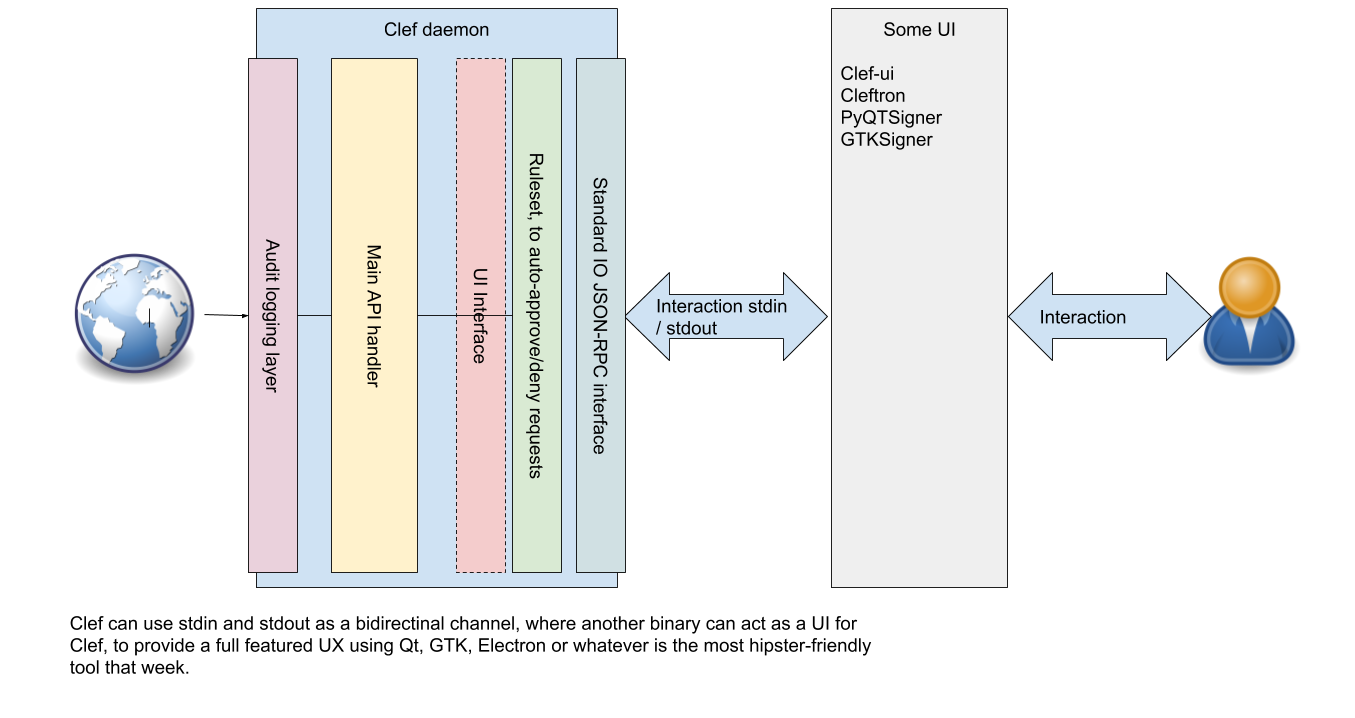 Clef daemon
Audit logging layer
Main API handler
UI Interface
Ruleset, to auto-approve/deny requests
Standard IO JSON-RPC interface
Interaction stdin
/ stdout
Some UI
Clef-ui
Cleftron
PyQTSigner
GTKSigner
Interaction
Clef can use stdin and stdout as a bidirectinal channel, where another binary can act as a UI for
Clef, to provide a full featured UX using Qt, GTK, Electron or whatever is the most hipster-friendly
tool that week.